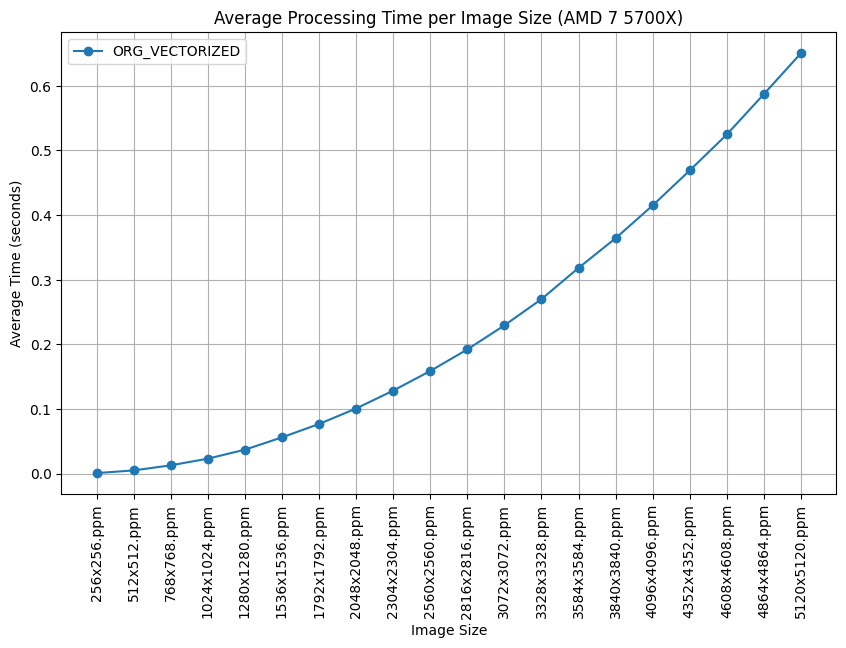 Average Processing Time per Image Size (AMD 7 5700X)
ORG_VECTORIZED
Average Time (seconds)
0.6
0.5
0.4
0.3
0.2
0.1
0.0
256x256.ppm
512x512.ppm
768x768.ppm
1024x1024.ppm
1280x1280.ppm
1536x1536.ppm
1792x1792.ppm
2048x2048.ppm
2304x2304.ppm
2560x2560.ppm
2816x2816.ppm
3072x3072.ppm
3328x3328.ppm
3584x3584.ppm
3840x3840.ppm
4096x4096.ppm
4352x4352.ppm
4608x4608.ppm
4864x4864.ppm
5120x5120.ppm
Image Size